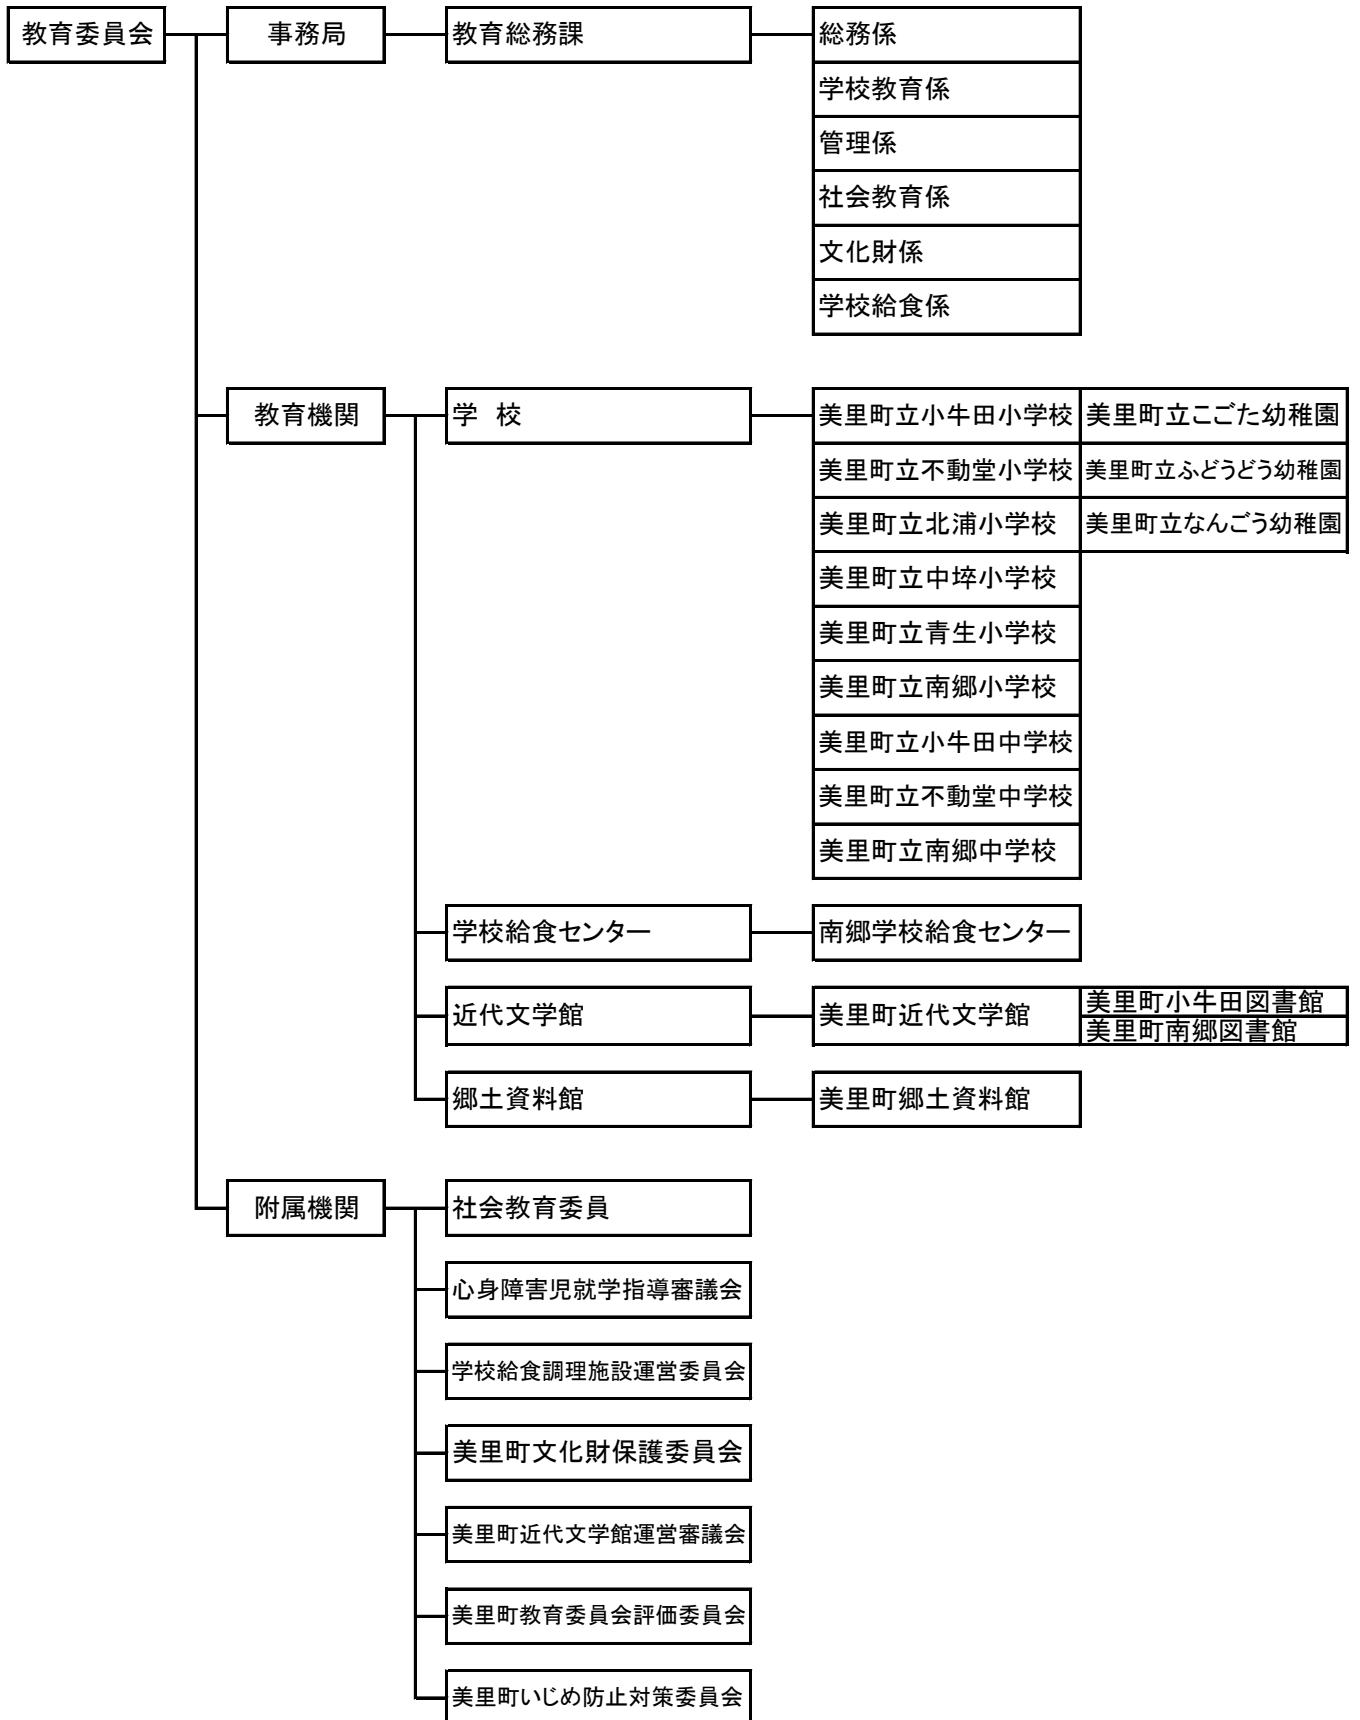 教育委員会
事務局
教育総務課
総務係
学校教育係
管理係
社会教育係
文化財係
学校給食係
教育機関
学 校
美里町立小牛田小学校
美里町立こごた幼稚園
美里町立不動堂小学校
美里町立ふどうどう幼稚園
美里町立北浦小学校
美里町立なんごう幼稚園
美里町立中埣小学校
美里町立青生小学校
美里町立南郷小学校
美里町立小牛田中学校
美里町立不動堂中学校
美里町立南郷中学校
学校給食センター
南郷学校給食センター
近代文学館
美里町近代文学館
美里町小牛田図書館
美里町南郷図書館
郷土資料館
美里町郷土資料館
附属機関
社会教育委員
心身障害児就学指導審議会
学校給食調理施設運営委員会
美里町文化財保護委員会
美里町近代文学館運営審議会
美里町教育委員会評価委員会
美里町いじめ防止対策委員会